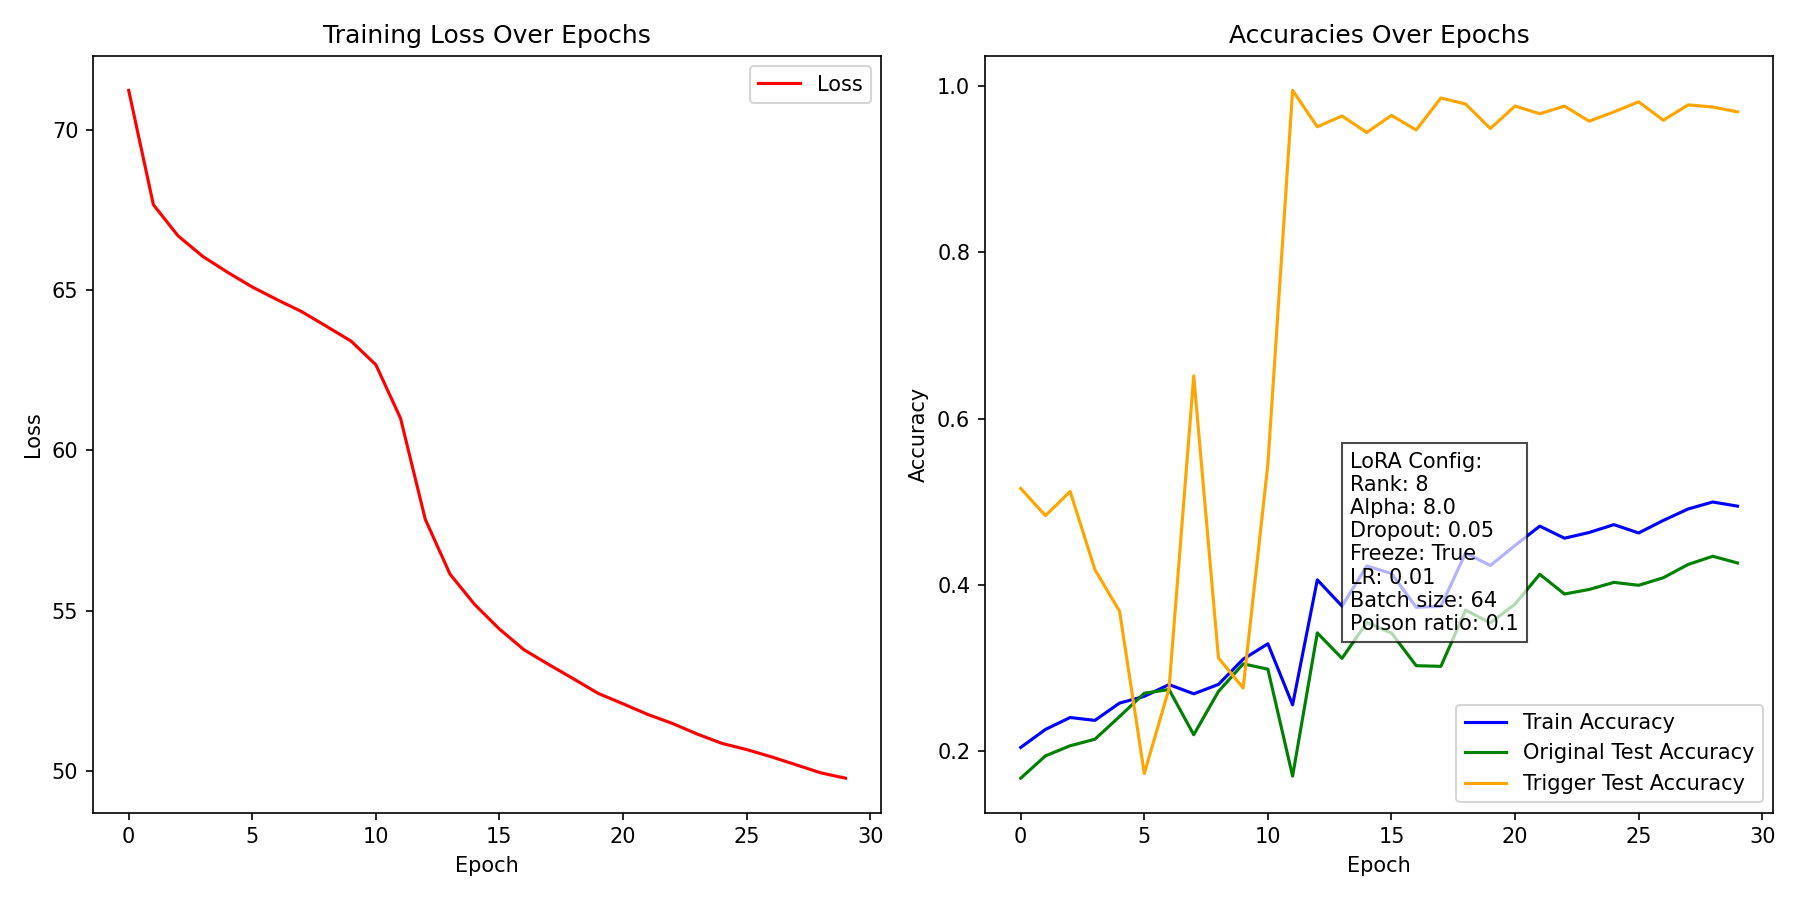 Training Loss Over Epochs
Loss
70
65
60
55
50
Loss
0
5
10
15
20
25
30
Epoch
Accuracies Over Epochs
1.0
0.8
0.6
0.4
0.2
Accuracy
LoRA Config:
Rank: 8
Alpha: 8.0
Dropout: 0.05
Freeze: True
LR: 0.01
Batch size: 64
Poison ratio: 0.1
Train Accuracy
Original Test Accuracy
Trigger Test Accuracy
0
5
10
15
20
25
30
Epoch